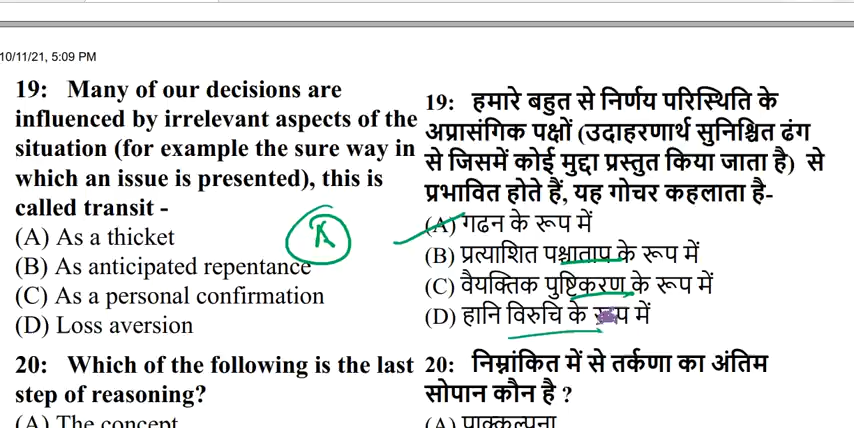 10/11/21, 5:09 PM
19: Many of our decisions are
influenced by irrelevant aspects of the
situation (for example the sure way in
which an issue is presented), this is
called transit -
(A) As a thicket
(B) As anticipated repentance
(C) As a personal confirmation
(D) Loss aversion
20: Which of the following is the last
step of reasoning?
(A) The concept
19: हमारे बहुत से निर्णय परिस्थिति के
अप्रासंगिक पक्षों (उदाहरणार्थ सुनिश्चित ढंग
से जिसमें कोई मुद्दा प्रस्तुत किया जाता है) से
प्रभावित होते हैं, यह गोचर कहलाता है-
(A) गढन के रूप में
(B) प्रत्याशित पश्चाताप के रूप में
(C) वैयक्तिक पुष्टिकरण के रूप में
(D) हानि विरुचि के रूप में
20: निम्नांकित में से तर्कणा का अंतिम
सोपान कौन है ?
(A) प्राक्कल्पना